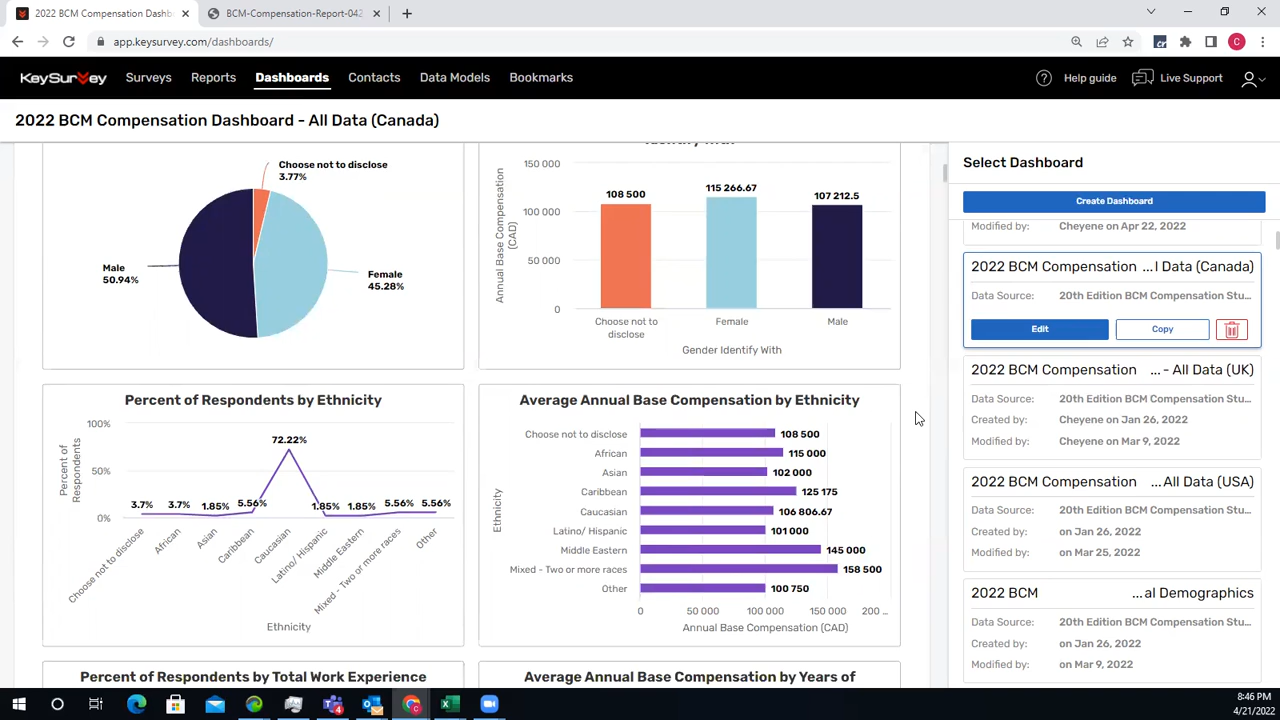 2022 BCM Compensation Dashb
BCM-Compensation-Report-042
app.keysurvey.com/dashboards/
C
KeySurvey
Surveys
Reports
Dashboards
Contacts
Data Models
Bookmarks
Help guide
Live Support
2022 BCM Compensation Dashboard - All Data (Canada)
Choose not to disclose
3.77%
Male
50.94%
Female
45.28%
Identify With
Annual Base Compensation
(CAD)
150 000
100 000
50 000
0
108 500
115 266.67
107 212.5
Choose not to
disclose
Female
Male
Gender Identify With
Percent of Respondents by Ethnicity
Percent of
Respondents
100%
50%
0%
3.7%
3.7%
1.85%
5.56%
72.22%
1.85%
1.85%
5.56%
5.56%
Choose not to disclose
African
Asian
Caribbean
Caucasian
Latino/ Hispanic
Middle Eastern
Mixed - Two or more races
Other
Ethnicity
Average Annual Base Compensation by Ethnicity
Ethnicity
Choose not to disclose 108 500
African 115 000
Asian 102 000
Caribbean 125 175
Caucasian 106 806.67
Latino/ Hispanic 101 000
Middle Eastern 145 000
Mixed - Two or more races 158 500
Other 100 750
0 50 000 100 000 150 000 200 ...
Annual Base Compensation (CAD)
Percent of Respondents by Total Work Experience
Average Annual Base Compensation by Years of
Select Dashboard
Create Dashboard
Modified by: Cheyene on Apr 22, 2022
2022 BCM Compensation ...l Data (Canada)
Data Source: 20th Edition BCM Compensation Stu...
Edit
Copy
2022 BCM Compensation ... - All Data (UK)
Data Source: 20th Edition BCM Compensation Stu...
Created by: Cheyene on Jan 26, 2022
Modified by: Cheyene on Mar 9, 2022
2022 BCM Compensation ... All Data (USA)
Data Source: 20th Edition BCM Compensation Stu...
Created by: on Jan 26, 2022
Modified by: on Mar 25, 2022
2022 BCM ...al Demographics
Data Source: 20th Edition BCM Compensation Stu...
Created by: on Jan 26, 2022
Modified by: on Mar 9, 2022
4
8:46 PM
4/21/2022